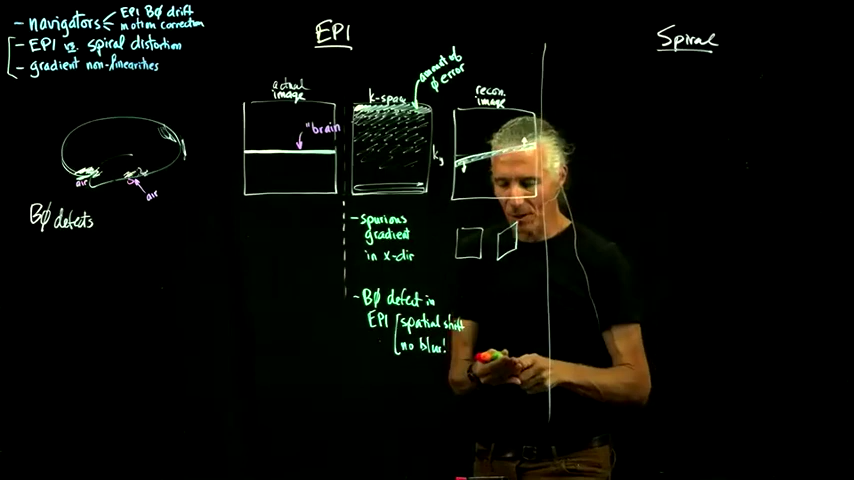 - navigators
EPI BØ drift
motion correction
- EPI vs. spiral distortion
- gradient non-linearities
EPI
Spiral
actual
image
k-space
amount of
Ø error
recon.
image
"brain
ky
air
air
BØ defects
- spurious
gradient
in x-dir
- BØ defect in
EPI
spatial shift
no blur!